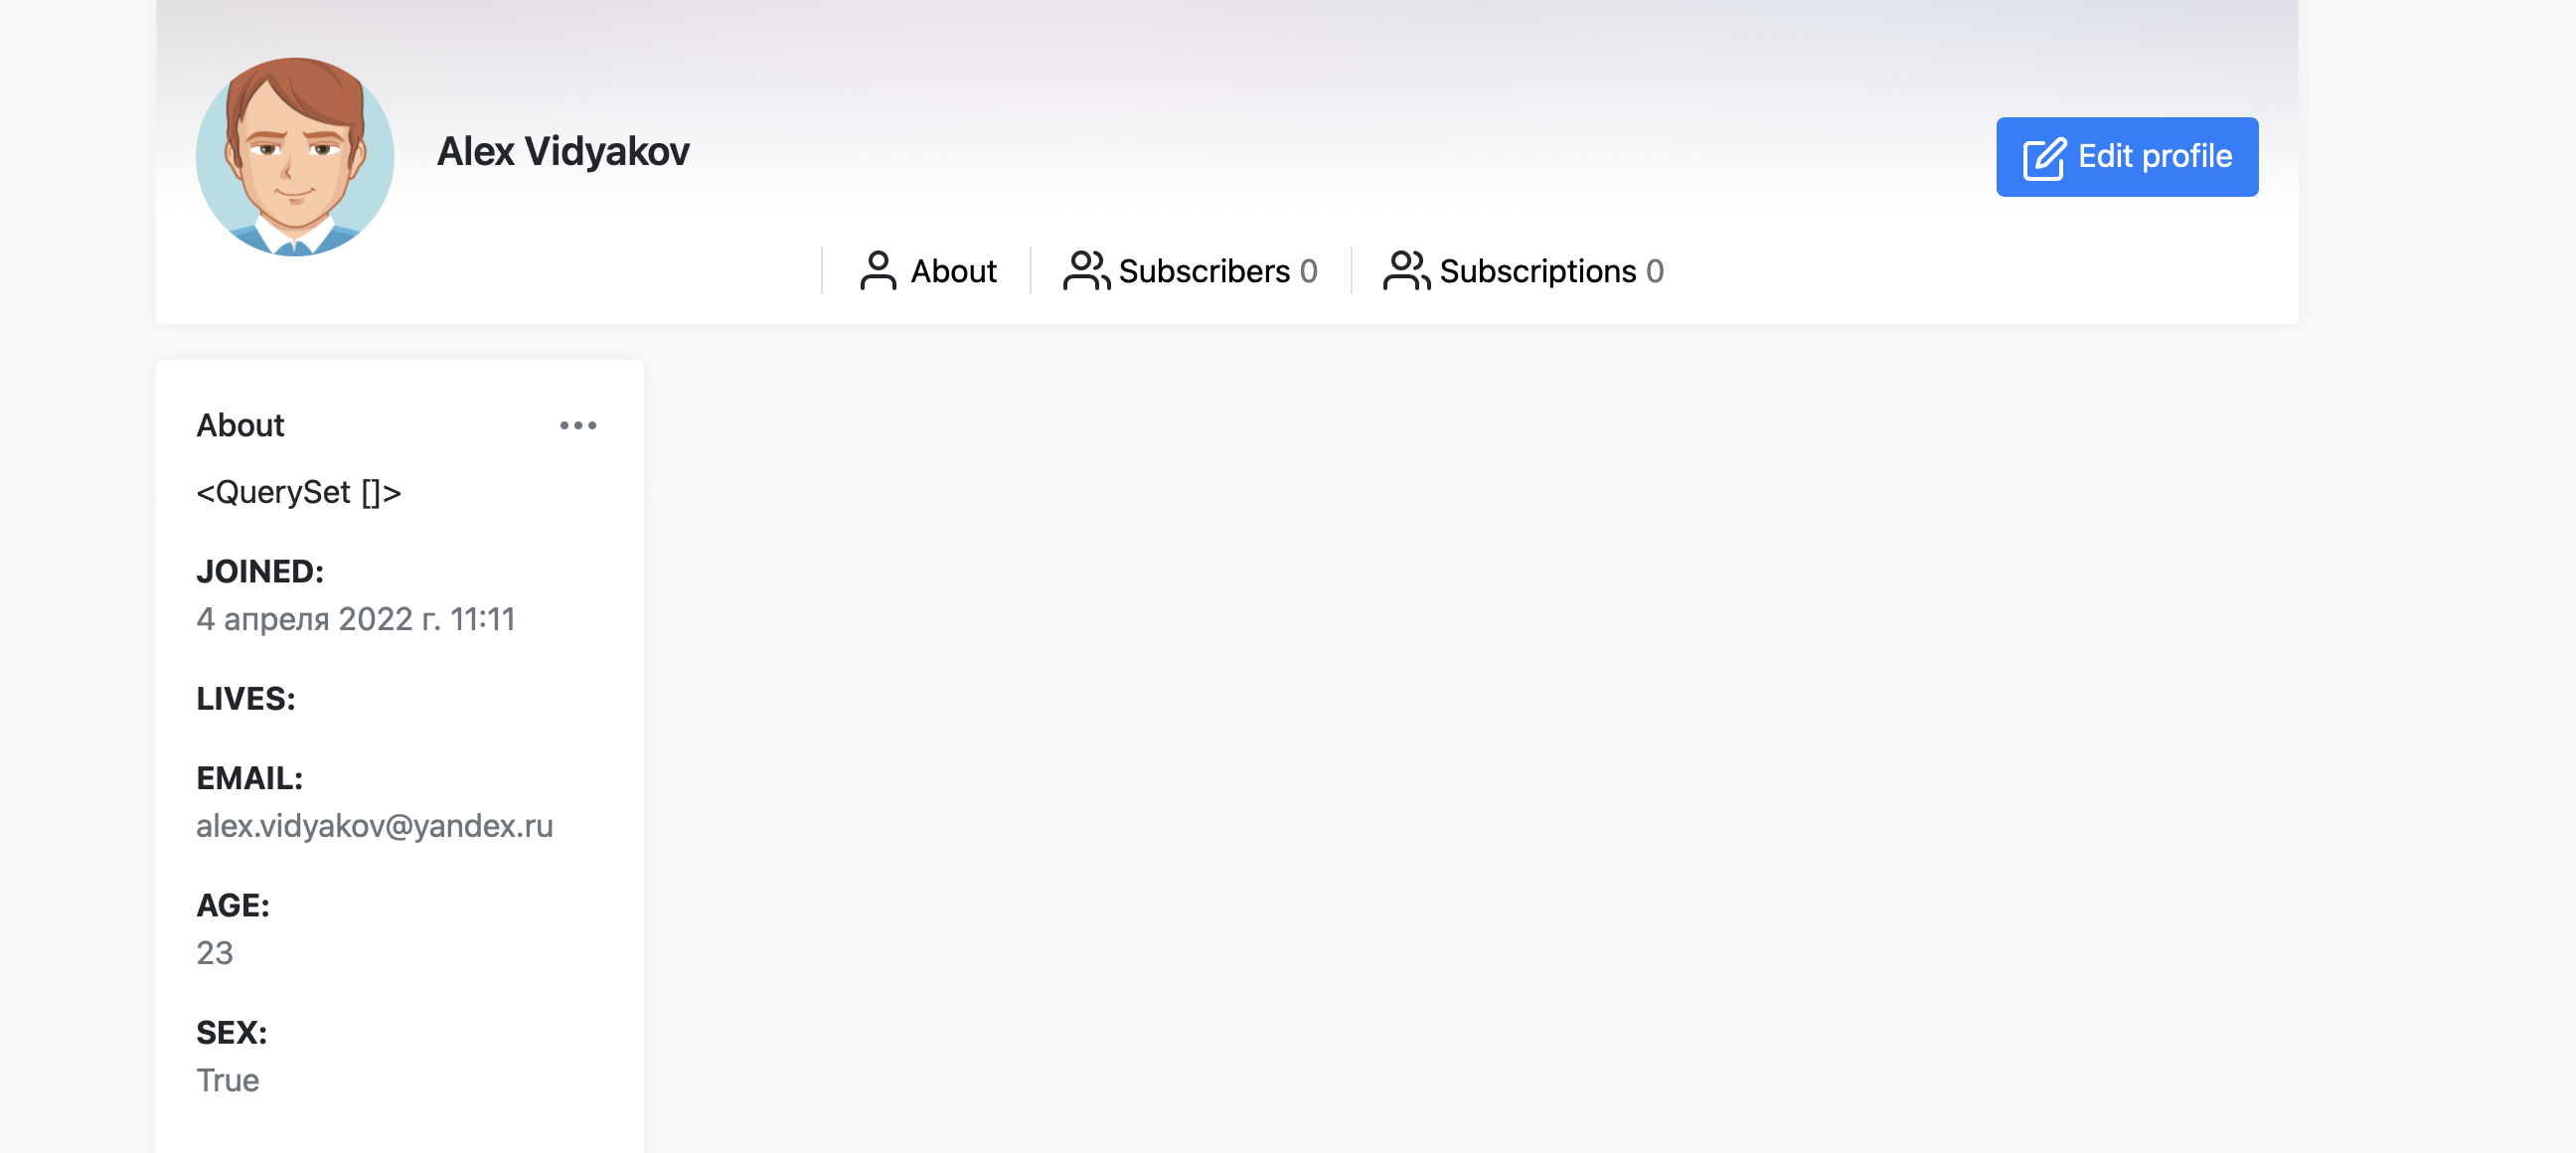 Alex Vidyakov
Edit profile
About
Subscribers 0
Subscriptions 0
About
<QuerySet []>
JOINED:
4 апреля 2022 г. 11:11
LIVES:
EMAIL:
alex.vidyakov@yandex.ru
AGE:
23
SEX:
True